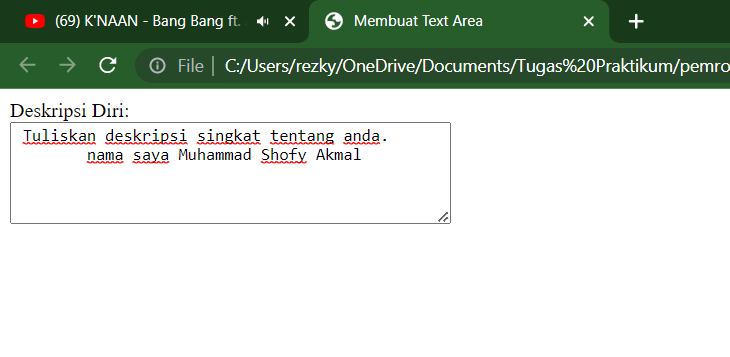 (69) K'NAAN - Bang Bang ft.
Membuat Text Area
File | C:/Users/rezky/OneDrive/Documents/Tugas%20Praktikum/pemro
Deskripsi Diri:
Tuliskan deskripsi singkat tentang anda.
nama saya Muhammad Shofy Akmal